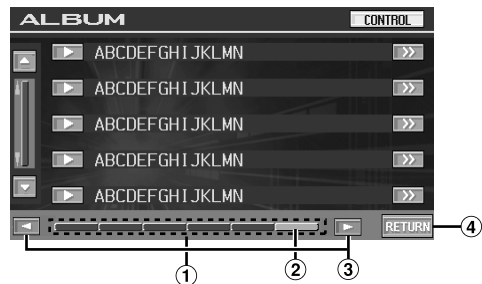 ALBUM CONTROL
ABCDEFGHIJKLMN
ABCDEFGHIJKLMN
ABCDEFGHIJKLMN
ABCDEFGHIJKLMN
ABCDEFGHIJKLMN
RETURN ④
① ② ③